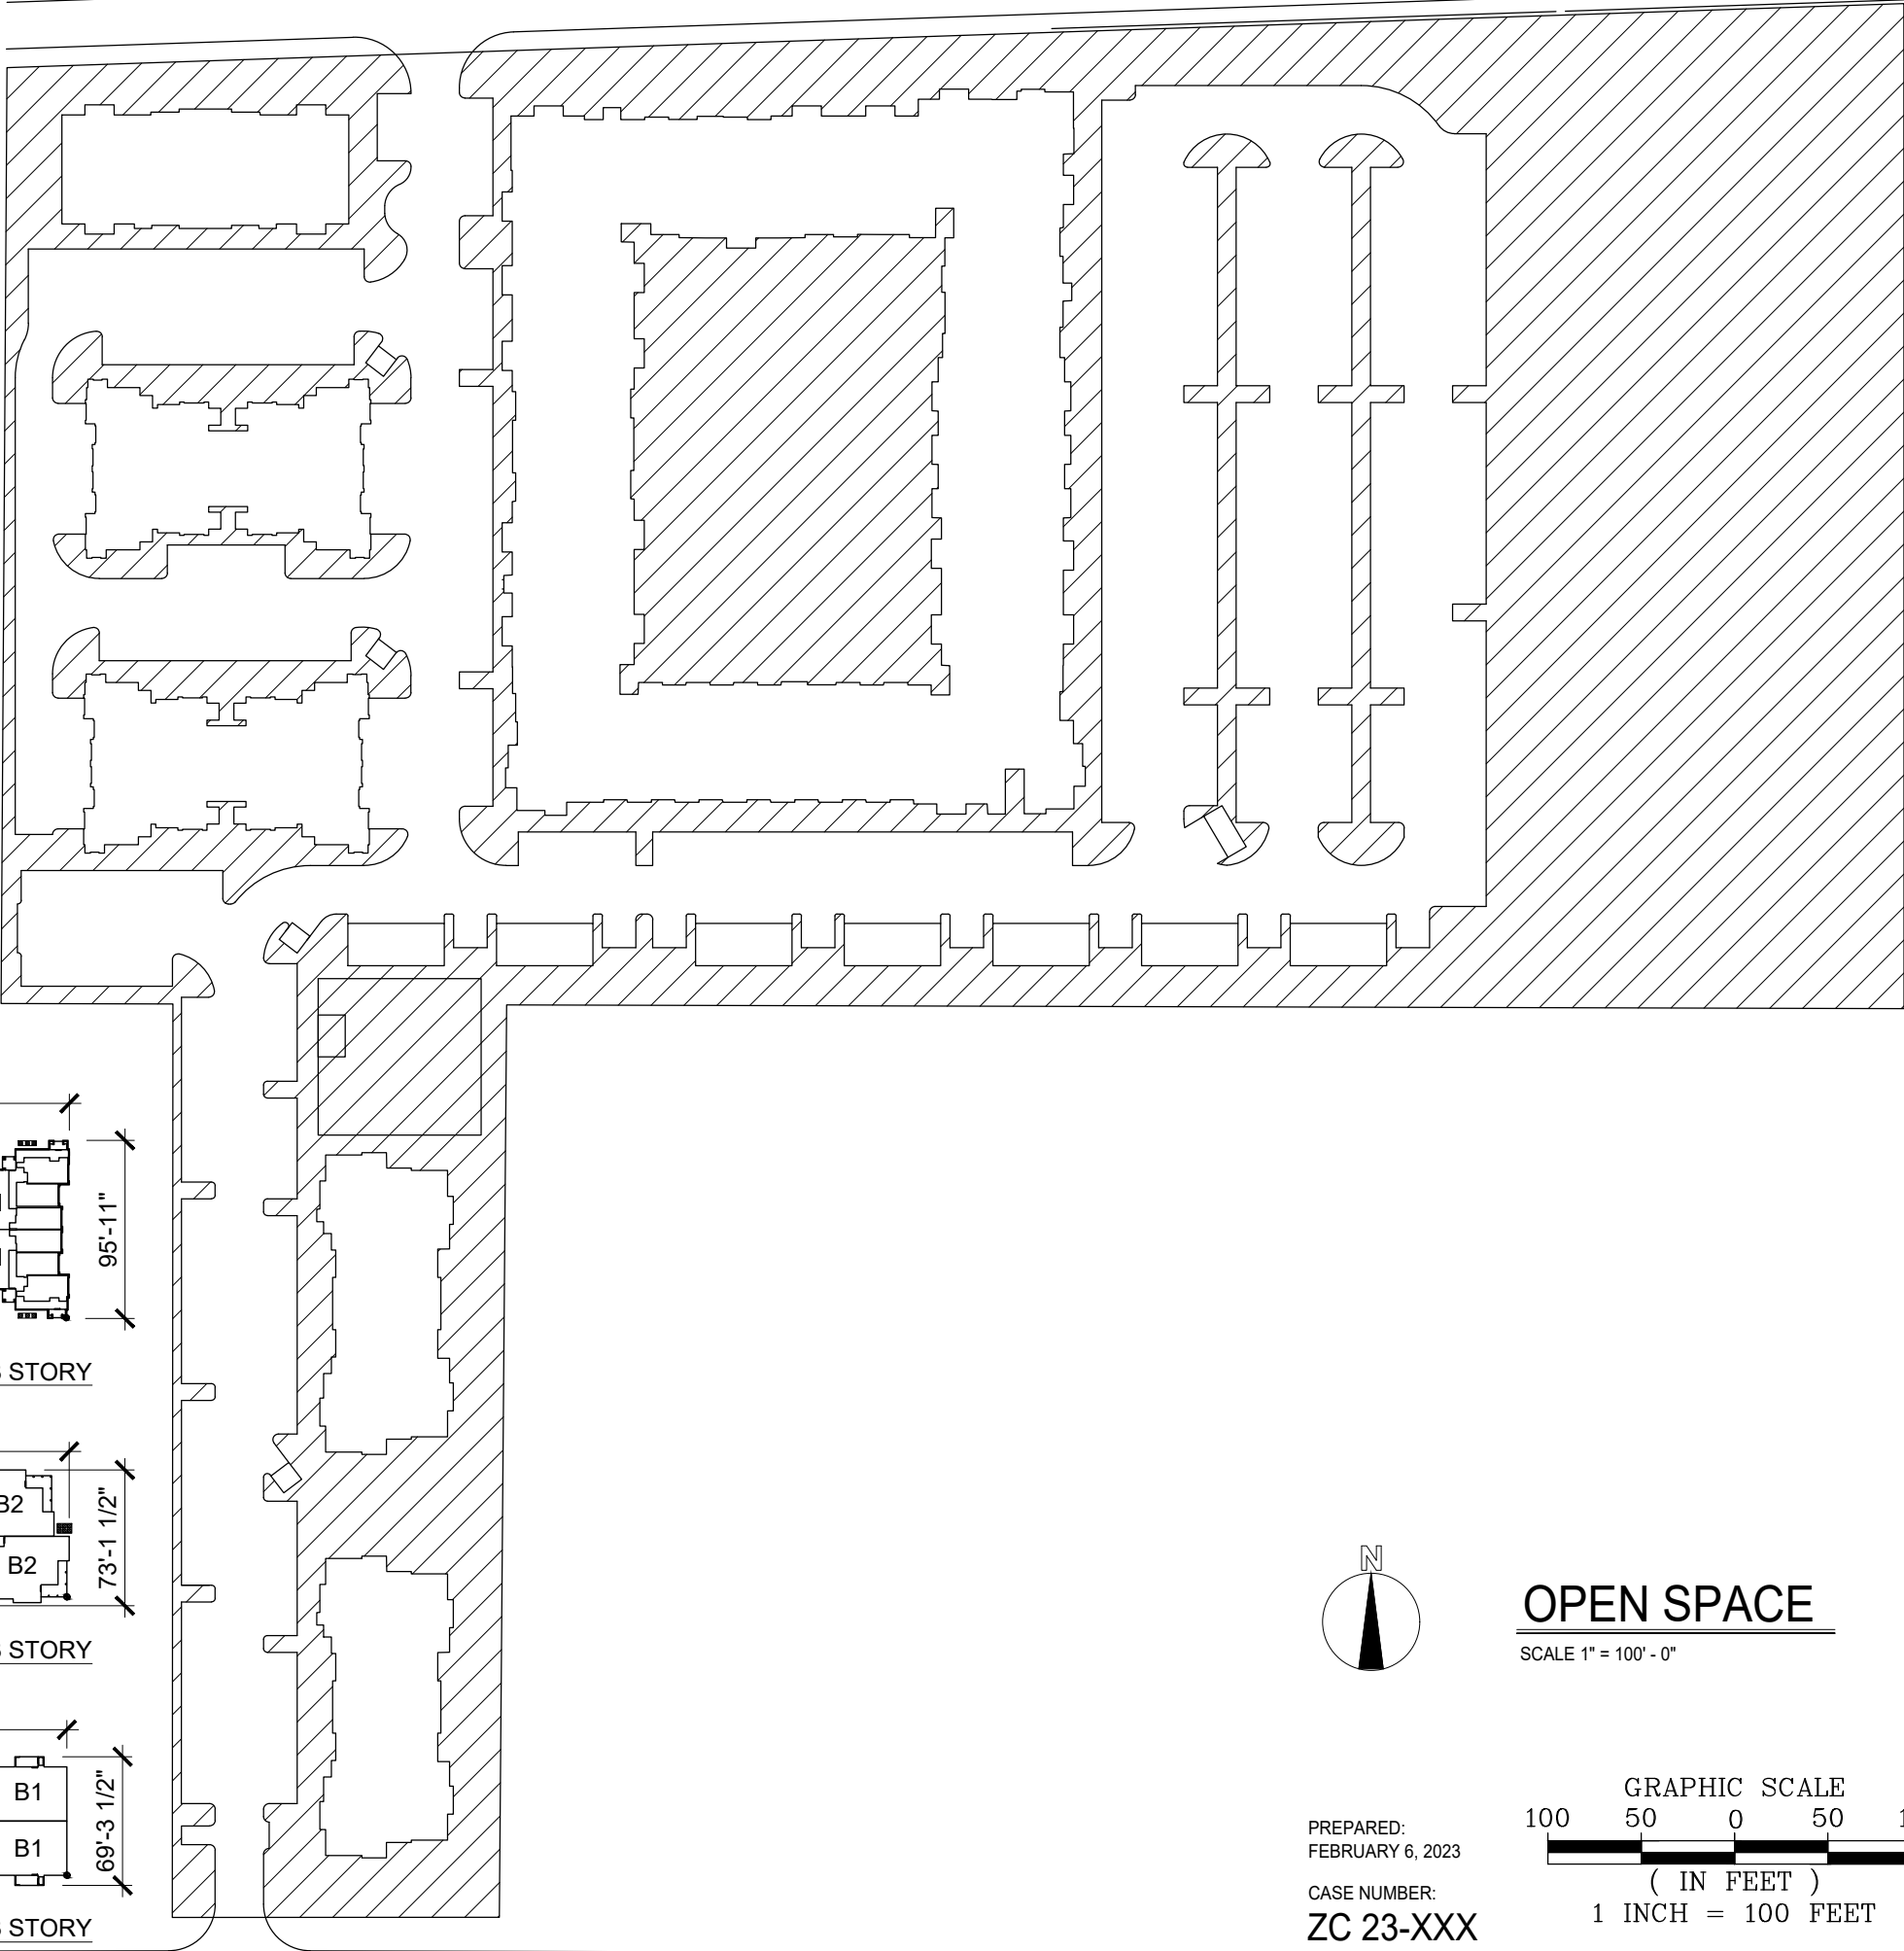 95'-11"
STORY
B2
B2
73'-1 1/2"
STORY
B1
B1
69'-3 1/2"
STORY
N
OPEN SPACE
SCALE 1" = 100' - 0"
PREPARED:
FEBRUARY 6, 2023
CASE NUMBER:
ZC 23-XXX
GRAPHIC SCALE
100 50 0 50
( IN FEET )
1 INCH = 100 FEET